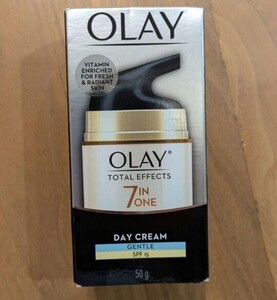 OLAY
VITAMIN
ENRICHED
FOR FRESH
& RADIANT
SKIN
OLAY®
TOTAL EFFECTS
7 IN
ONE
DAY CREAM
GENTLE
SPF 15
50 g